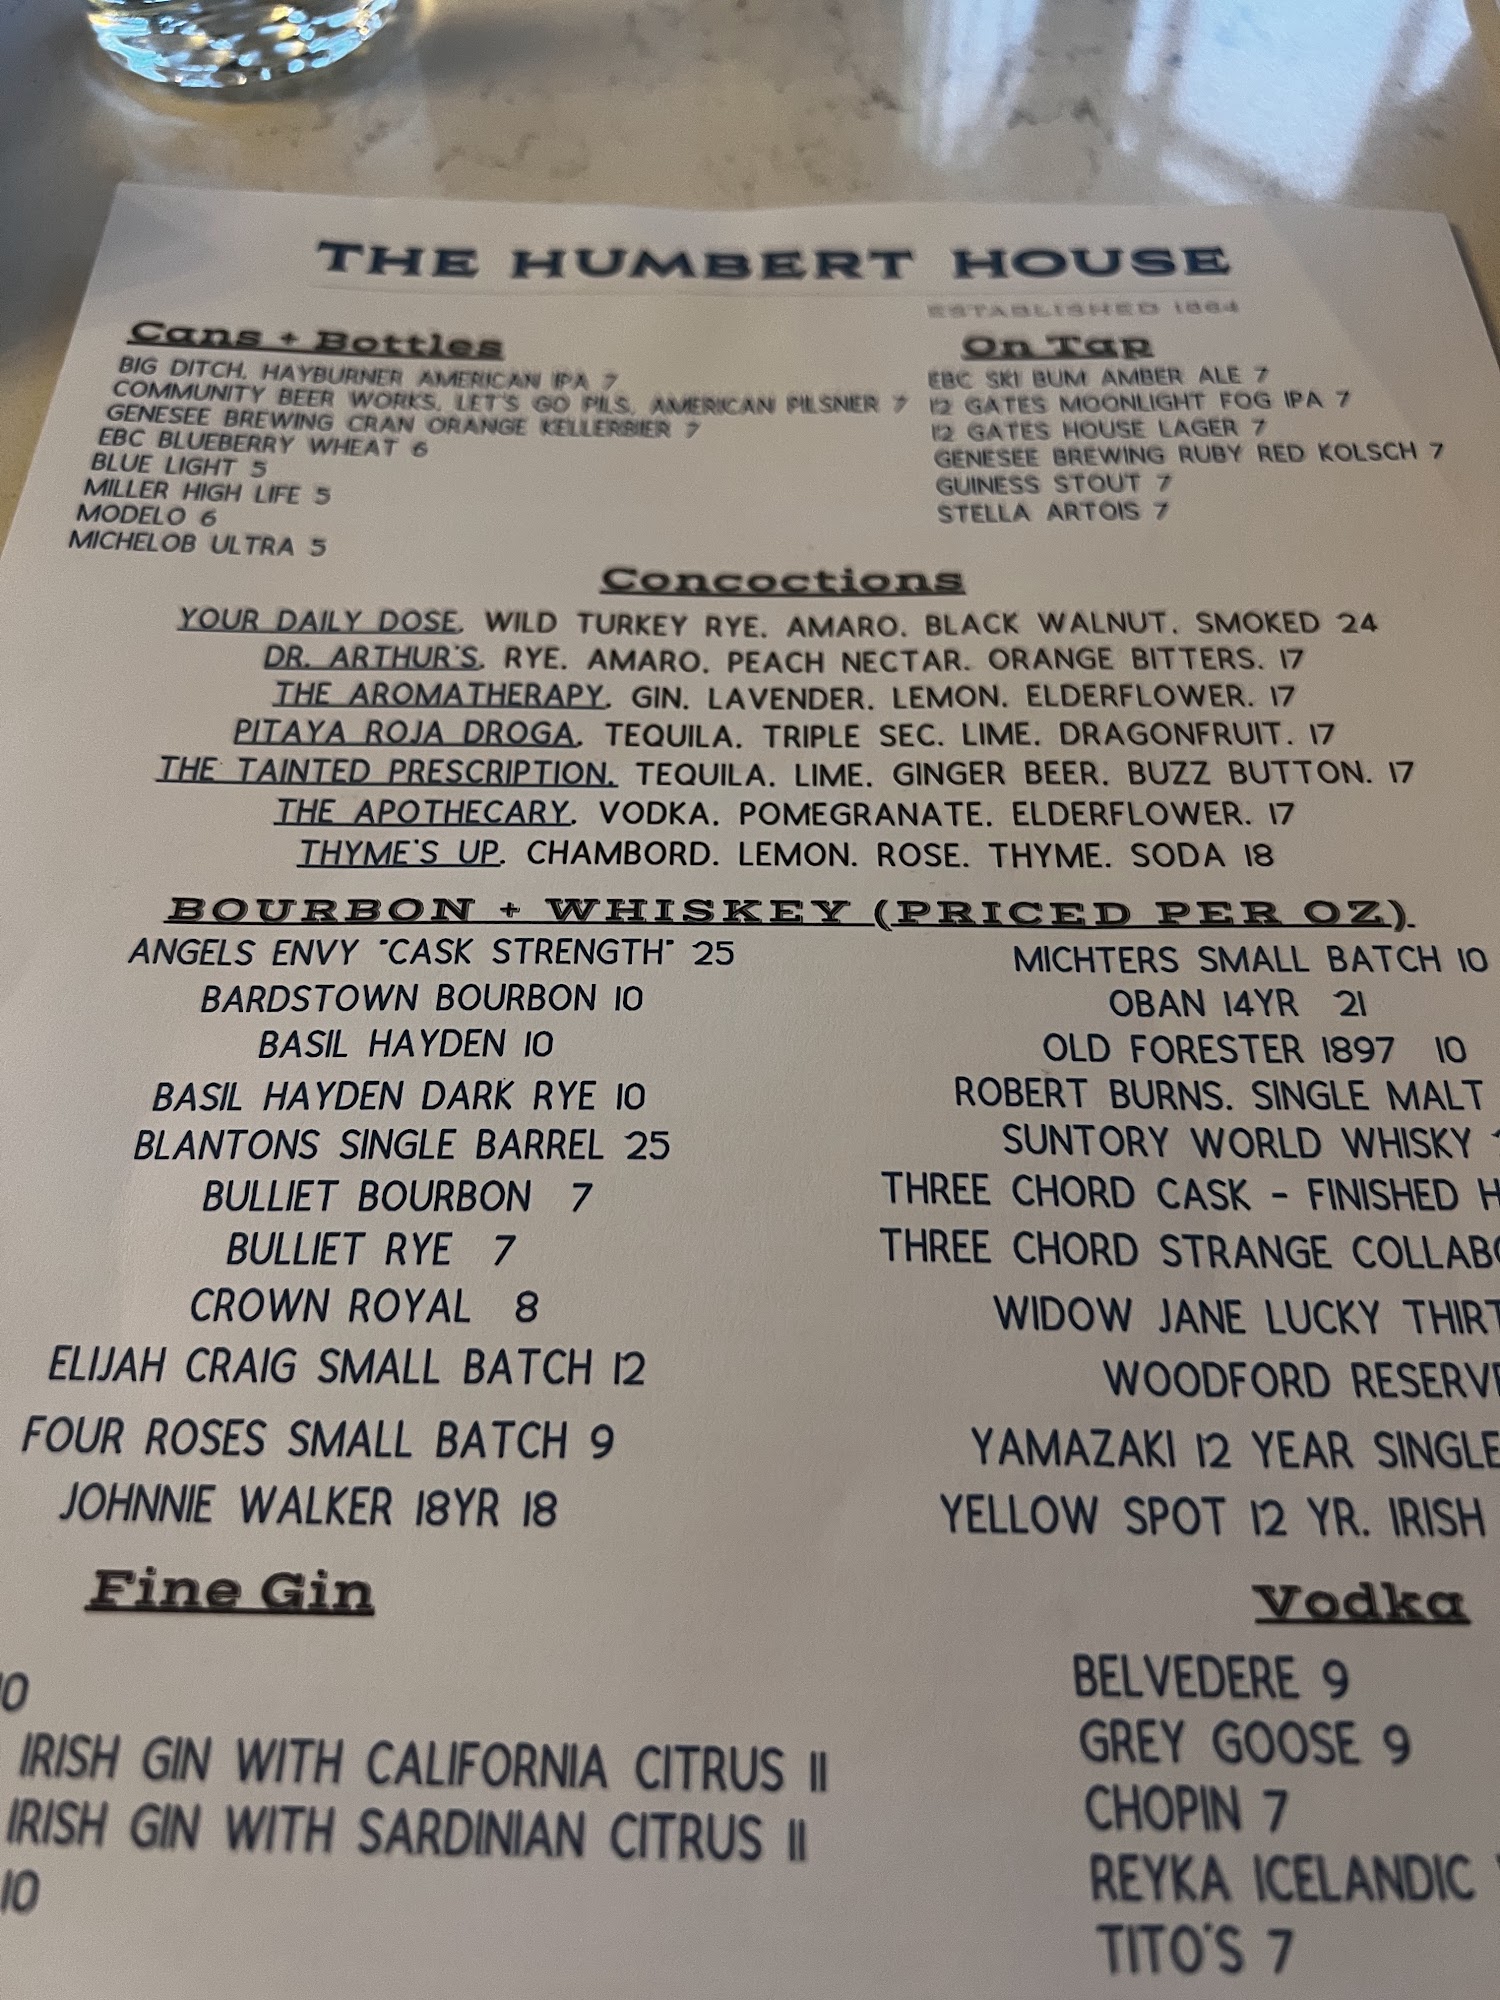 THE HUMBERT HOUSE
ESTABLISHED 1864
Cans + Bottles
BIG DITCH, HAYBURNER AMERICAN IPA 7
COMMUNITY BEER WORKS, LET'S GO PILS, AMERICAN PILSNER 7
GENESEE BREWING CRAN ORANGE KELLERBIER 7
EBC BLUEBERRY WHEAT 6
BLUE LIGHT 5
MILLER HIGH LIFE 5
MODELO 6
MICHELOB ULTRA 5
On Tap
EBC SKI BUM AMBER ALE 7
12 GATES MOONLIGHT FOG IPA 7
12 GATES HOUSE LAGER 7
GENESEE BREWING RUBY RED KOLSCH 7
GUINESS STOUT 7
STELLA ARTOIS 7
Concoctions
YOUR DAILY DOSE. WILD TURKEY RYE. AMARO. BLACK WALNUT. SMOKED 24
DR. ARTHUR'S. RYE. AMARO. PEACH NECTAR. ORANGE BITTERS. 17
THE AROMATHERAPY. GIN. LAVENDER. LEMON. ELDERFLOWER. 17
PITAYA ROJA DROGA. TEQUILA. TRIPLE SEC. LIME. DRAGONFRUIT. 17
THE TAINTED PRESCRIPTION. TEQUILA. LIME. GINGER BEER. BUZZ BUTTON. 17
THE APOTHECARY. VODKA. POMEGRANATE. ELDERFLOWER. 17
THYME'S UP. CHAMBORD. LEMON. ROSE. THYME. SODA 18
BOURBON + WHISKEY (PRICED PER OZ)
ANGELS ENVY "CASK STRENGTH" 25
BARDSTOWN BOURBON 10
BASIL HAYDEN 10
BASIL HAYDEN DARK RYE 10
BLANTONS SINGLE BARREL 25
BULLIET BOURBON 7
BULLIET RYE 7
CROWN ROYAL 8
ELIJAH CRAIG SMALL BATCH 12
FOUR ROSES SMALL BATCH 9
JOHNNIE WALKER 18YR 18
MICHTERS SMALL BATCH 10
OBAN 14YR 21
OLD FORESTER 1897 10
ROBERT BURNS. SINGLE MALT
SUNTORY WORLD WHISKY
THREE CHORD CASK - FINISHED
THREE CHORD STRANGE
WIDOW JANE LUCKY
WOODFORD
YAMAZAKI 12 YEAR SINGLE
YELLOW SPOT 12 YR. IRISH
Fine Gin
10
IRISH GIN WITH CALIFORNIA CITRUS 11
IRISH GIN WITH SARDINIAN CITRUS 11
10
Vodka
BELVEDERE 9
GREY GOOSE 9
CHOPIN 7
REYKA ICELANDIC
TITO'S 7